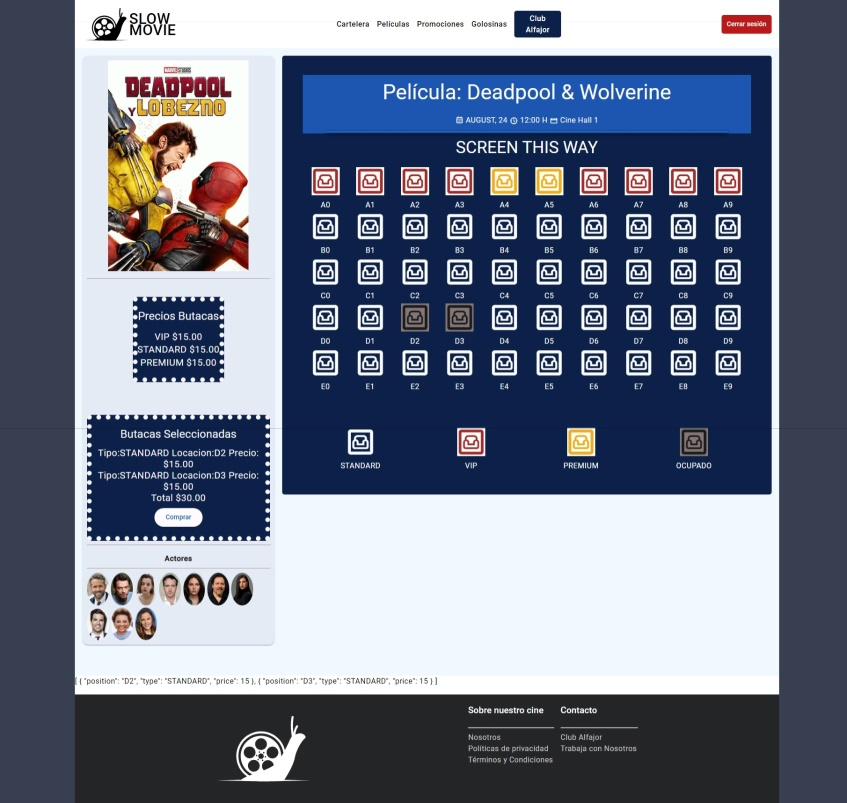 SLOW
MOVIE
Cartelera Películas Promociones Golosinas Club
Alfajor
Cerrar sesión
MARVEL STUDIOS
DEADPOOL
Y LOBEZNO
Precios Butacas
VIP $15.00
STANDARD $15.00
PREMIUM $15.00
Butacas Seleccionadas
Tipo:STANDARD Locacion:D2 Precio:
$15.00
Tipo:STANDARD Locacion:D3 Precio:
$15.00
Total $30.00
Comprar
Actores
Película: Deadpool & Wolverine
AUGUST, 24 12:00 H Cine Hall 1
SCREEN THIS WAY
A0 A1 A2 A3 A4 A5 A6 A7 A8 A9
B0 B1 B2 B3 B4 B5 B6 B7 B8 B9
C0 C1 C2 C3 C4 C5 C6 C7 C8 C9
D0 D1 D2 D3 D4 D5 D6 D7 D8 D9
E0 E1 E2 E3 E4 E5 E6 E7 E8 E9
STANDARD VIP PREMIUM OCUPADO
[ { "position": "D2", "type": "STANDARD", "price": 15 }, { "position": "D3", "type": "STANDARD", "price": 15 } ]
Sobre nuestro cine
Nosotros
Políticas de privacidad
Términos y Condiciones
Contacto
Club Alfajor
Trabaja con Nosotros